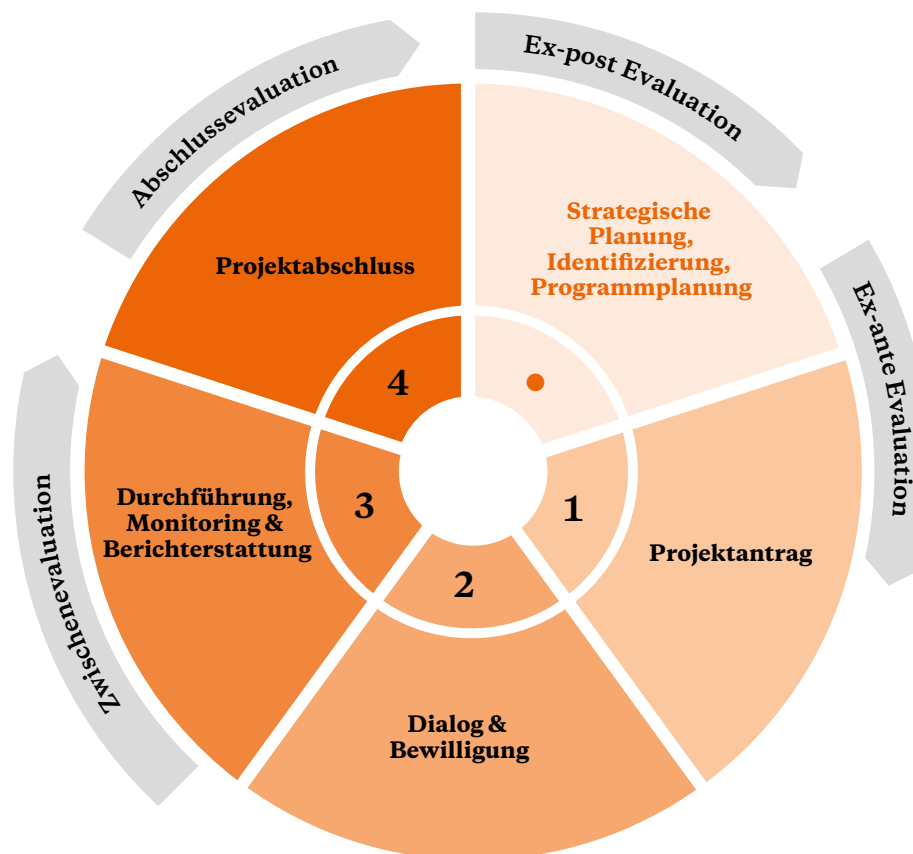 Ex-post Evaluation
Strategische
Planung,
Identifizierung,
Programmplanung
Ex-ante Evaluation
1
Projektantrag
2
Dialog &
Bewilligung
3
Durchführung,
Monitoring &
Berichterstattung
Zwischenevaluation
4
Projektabschluss
Abschlussevaluation